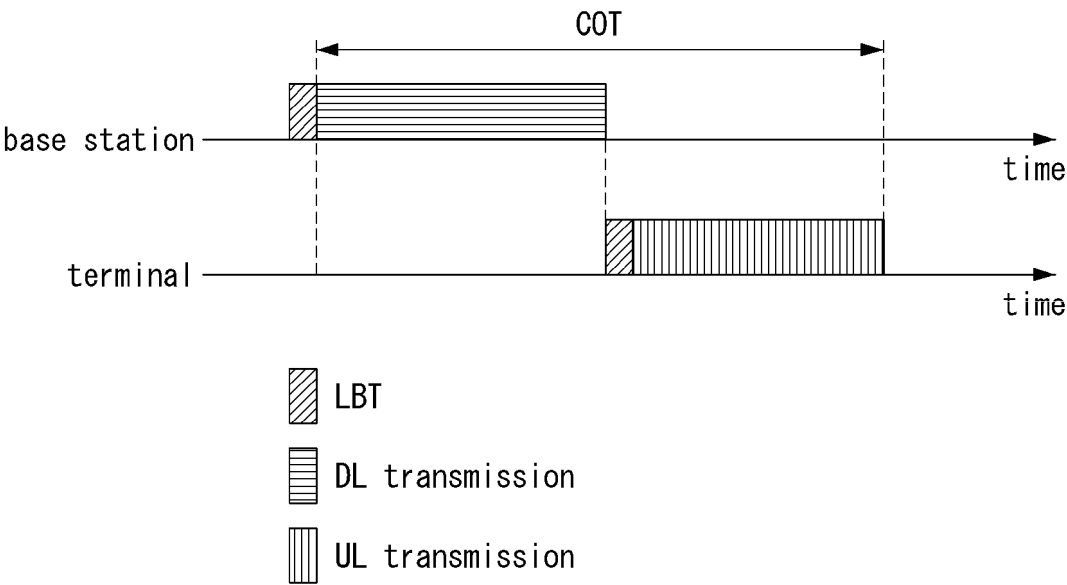 COT
base station
time
terminal
time
LBT
DL transmission
UL transmission